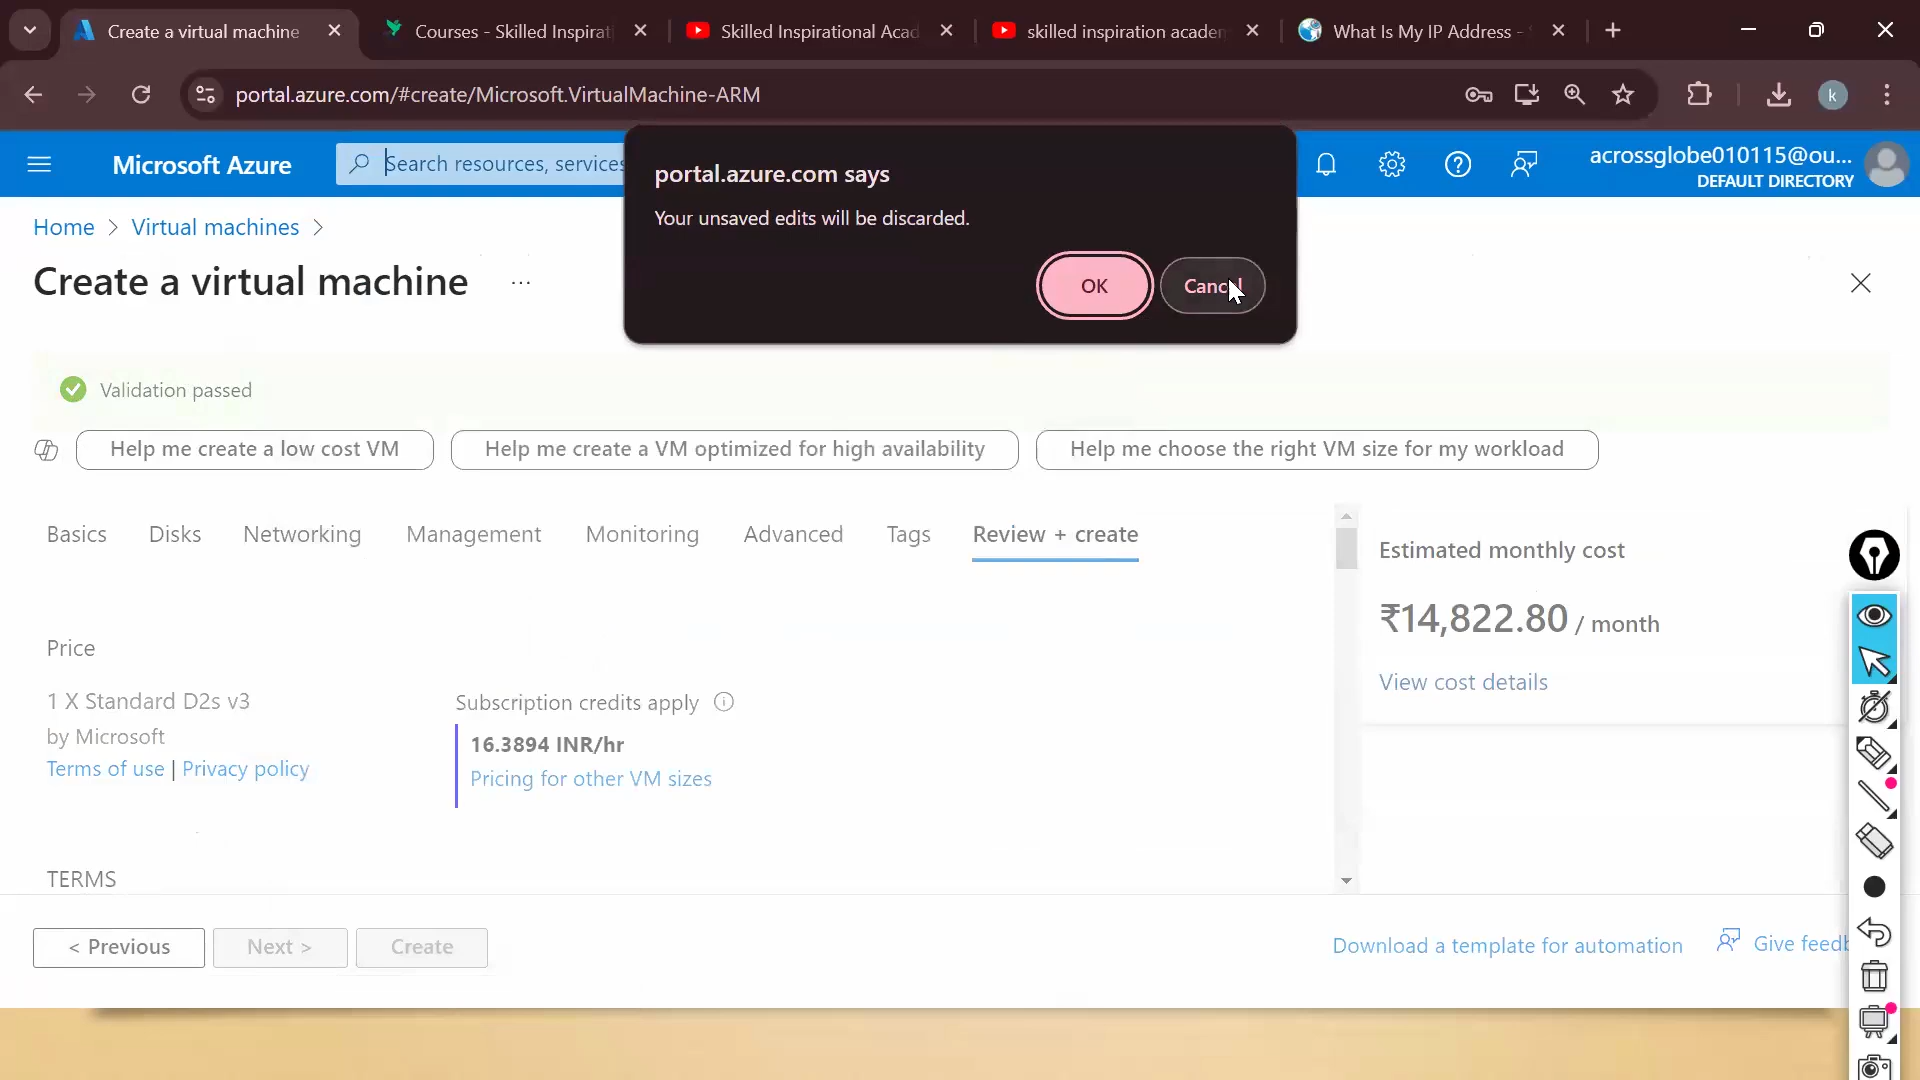 Create a virtual machine
Courses - Skilled Inspirati
Skilled Inspirational Acad
skilled inspiration academ
What Is My IP Address -
portal.azure.com/#create/Microsoft.VirtualMachine-ARM
k
Microsoft Azure
Search resources, services
acrossglobe010115@ou...
DEFAULT DIRECTORY
portal.azure.com says
Your unsaved edits will be discarded.
OK
Cancel
Home > Virtual machines >
Create a virtual machine ...
Validation passed
Help me create a low cost VM
Help me create a VM optimized for high availability
Help me choose the right VM size for my workload
Basics
Disks
Networking
Management
Monitoring
Advanced
Tags
Review + create
Price
1 X Standard D2s v3
by Microsoft
Terms of use | Privacy policy
Subscription credits apply
16.3894 INR/hr
Pricing for other VM sizes
TERMS
Estimated monthly cost
₹14,822.80 / month
View cost details
< Previous
Next >
Create
Download a template for automation
Give feedb